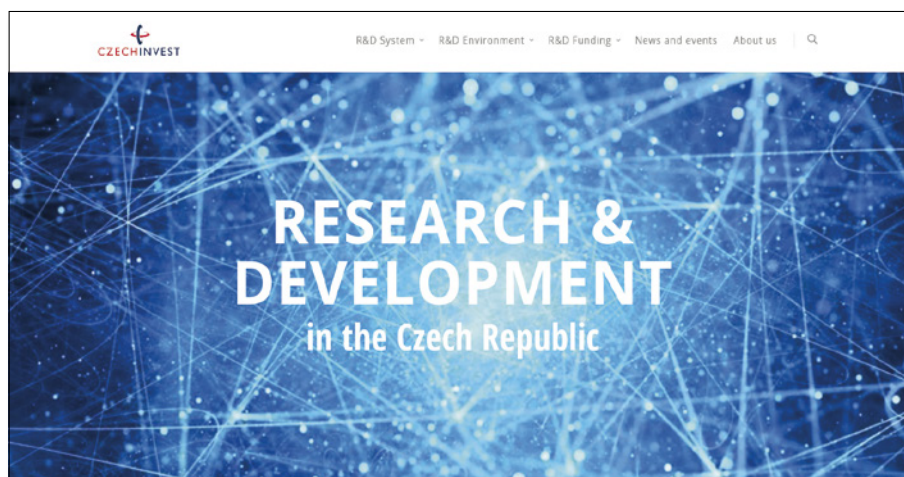 CZECHINVEST
R&D System R&D Environment R&D Funding News and events About us
RESEARCH &
DEVELOPMENT
in the Czech Republic